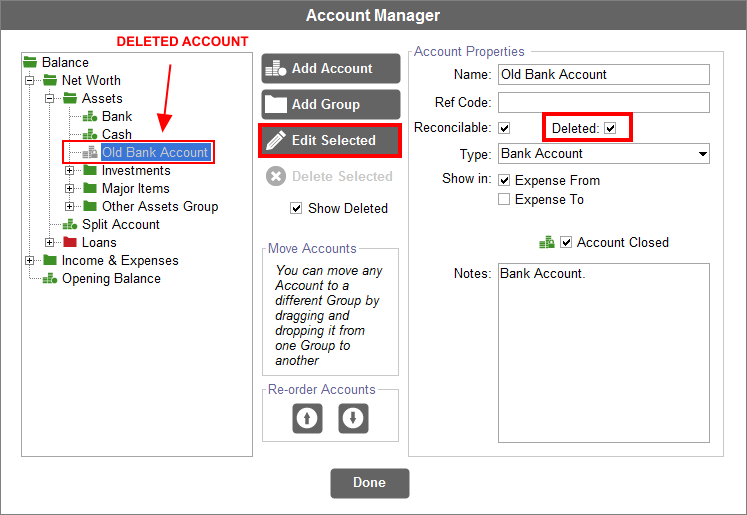 Account Manager
DELETED ACCOUNT
Balance
Net Worth
Assets
Bank
Cash
Old Bank Account
Investments
Major Items
Other Assets Group
Split Account
Loans
Income & Expenses
Opening Balance
Add Account
Add Group
Edit Selected
Delete Selected
Show Deleted
Move Accounts
You can move any
Account to a
different Group by
dragging and
dropping it from
one Group to
another
Re-order Accounts
Account Properties
Name: Old Bank Account
Ref Code:
Reconcilable: Deleted:
Type: Bank Account
Show in: Expense From
Expense To
Account Closed
Notes: Bank Account.
Done